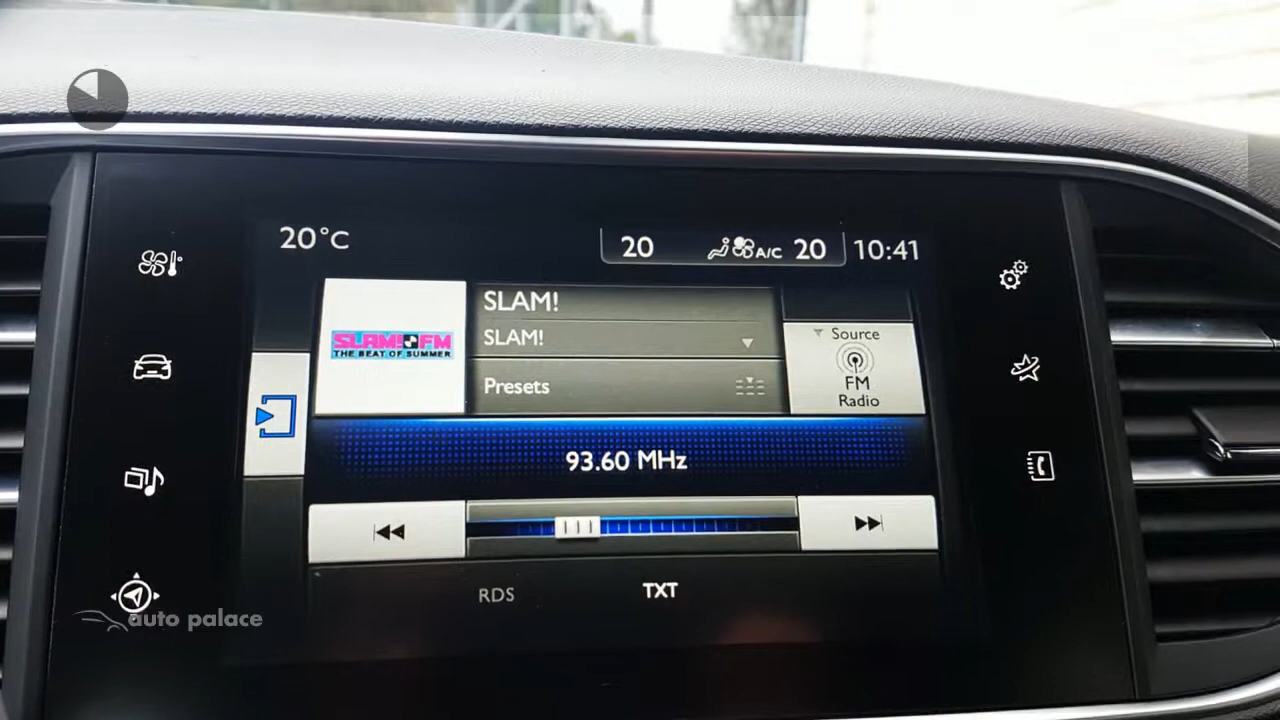 20°C
20 A/C 20 10:41
SLAM!
SLAM!
SLAM!FM
THE BEAT OF SUMMER
Presets
Source
FM
Radio
93.60 MHz
RDS TXT
auto palace